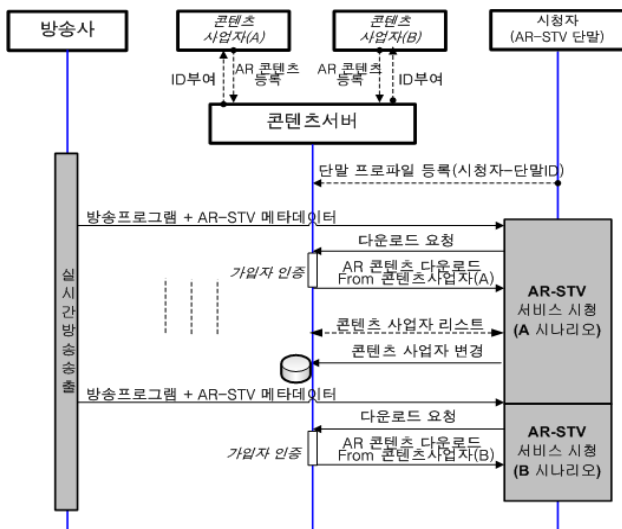 방송사
콘텐츠
사업자(A)
콘텐츠
사업자(B)
시청자
(AR-STV 단말)
ID부여
AR 콘텐츠
등록
AR 콘텐츠
등록
ID부여
콘텐츠서버
단말 프로파일 등록(시청자-단말ID)
방송프로그램 + AR-STV 메타데이터
다운로드 요청
가입자 인증
AR 콘텐츠 다운로드
From 콘텐츠사업자(A)
실시간방송송출
AR-STV
서비스 시청
(A 시나리오)
콘텐츠 사업자 리스트
콘텐츠 사업자 변경
방송프로그램 + AR-STV 메타데이터
다운로드 요청
가입자 인증
AR 콘텐츠 다운로드
From 콘텐츠사업자(B)
AR-STV
서비스 시청
(B 시나리오)